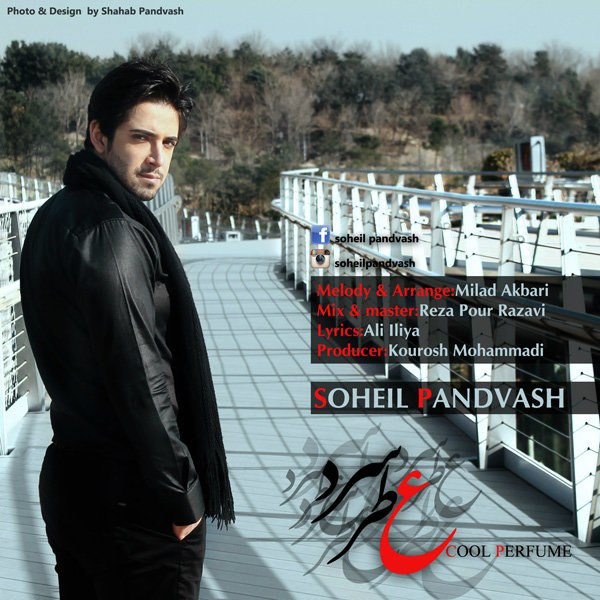 Photo & Design by Shahab Pandvash
soheil pandvash
soheilpandvash
Melody & Arrange:Milad Akbari
Mix & master:Reza Pour Razavi
Lyrics:Ali Iliya
Producer:Kourosh Mohammadi
SOHEIL PANDVASH
عطر سرد
COOL PERFUME